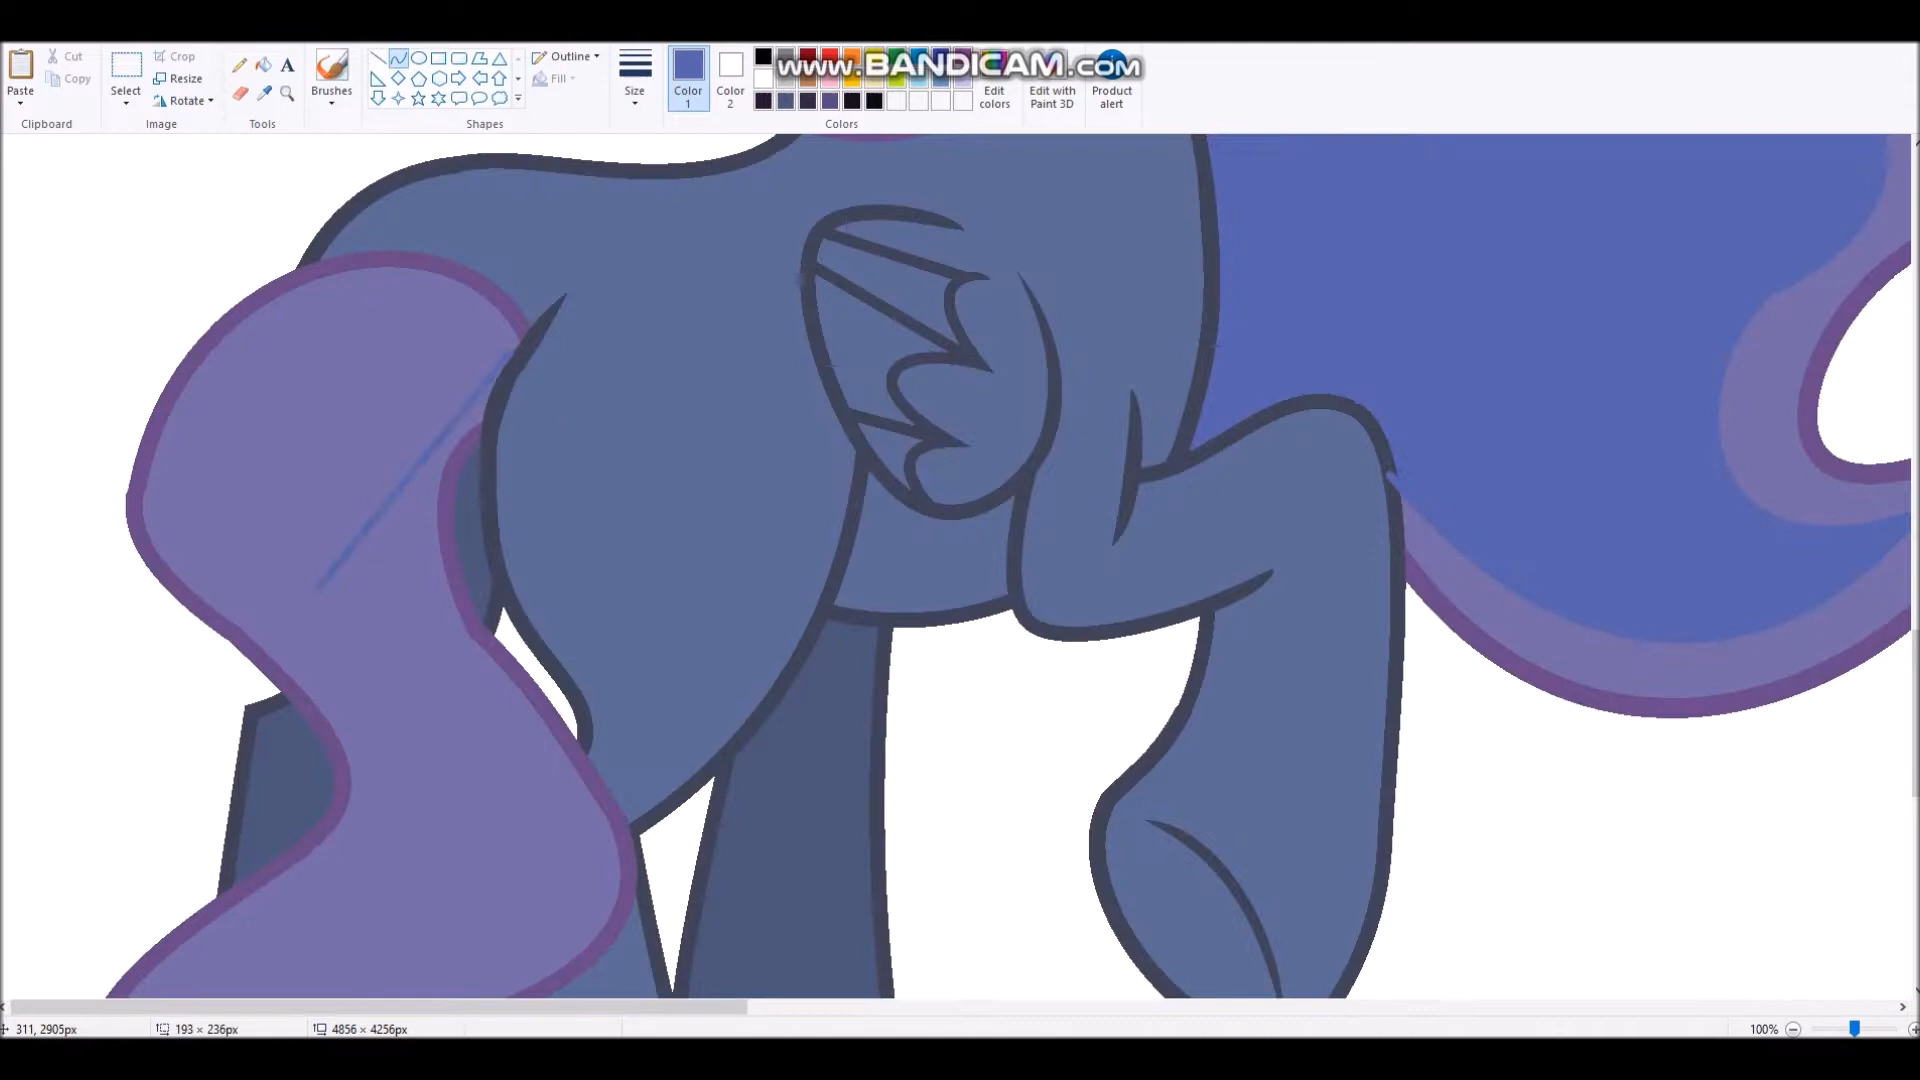 Paste
Cut
Copy
Clipboard
Select
Crop
Resize
Rotate
Image
A
Tools
Brushes
Outline
Fill
Shapes
Size
Color 1
Color 2
www.BANDICAM.com
Colors
Edit colors
Edit with Paint 3D
Product alert
311, 2905px
193 × 236px
4856 × 4256px
100%